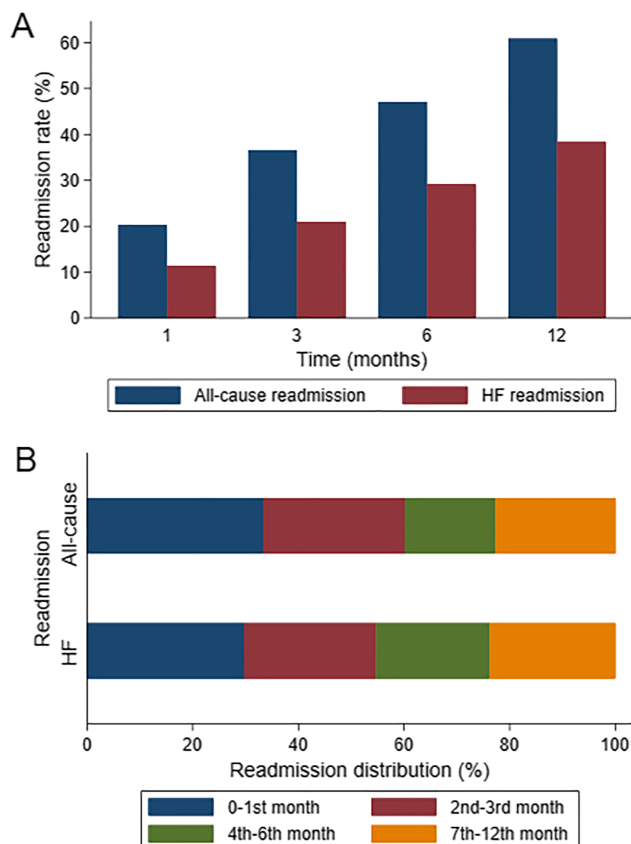 A
Readmission rate (%)
60
50
40
30
20
10
0
1 3 6 12
Time (months)
All-cause readmission HF readmission
B
Readmission
All-cause
HF
0 20 40 60 80 100
Readmission distribution (%)
0-1st month 2nd-3rd month
4th-6th month 7th-12th month